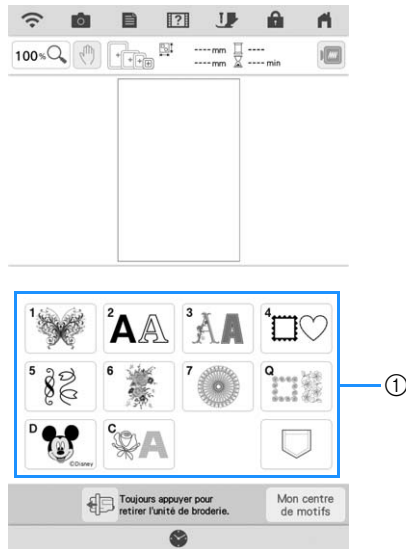 100%
----mm ----
----mm ----min
1 2 3 4
5 6 7 Q
D C
©Disney
①
Toujours appuyer pour
retirer l'unité de broderie.
Mon centre
de motifs